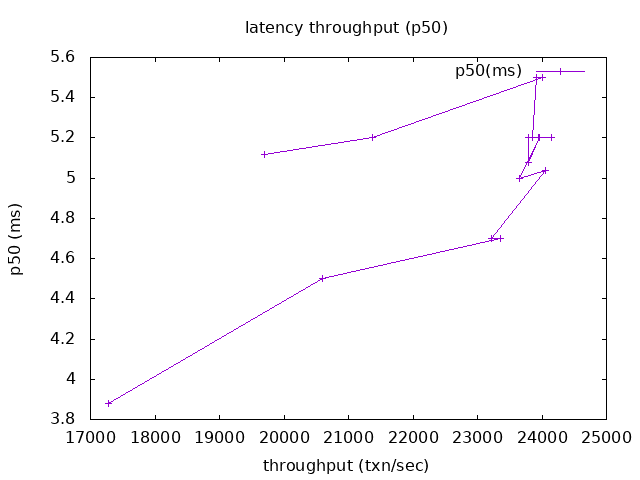 latency throughput (p50)
p50(ms)
5.6
5.4
5.2
5
4.8
4.6
4.4
4.2
4
3.8
p50 (ms)
17000 18000 19000 20000 21000 22000 23000 24000 25000
throughput (txn/sec)